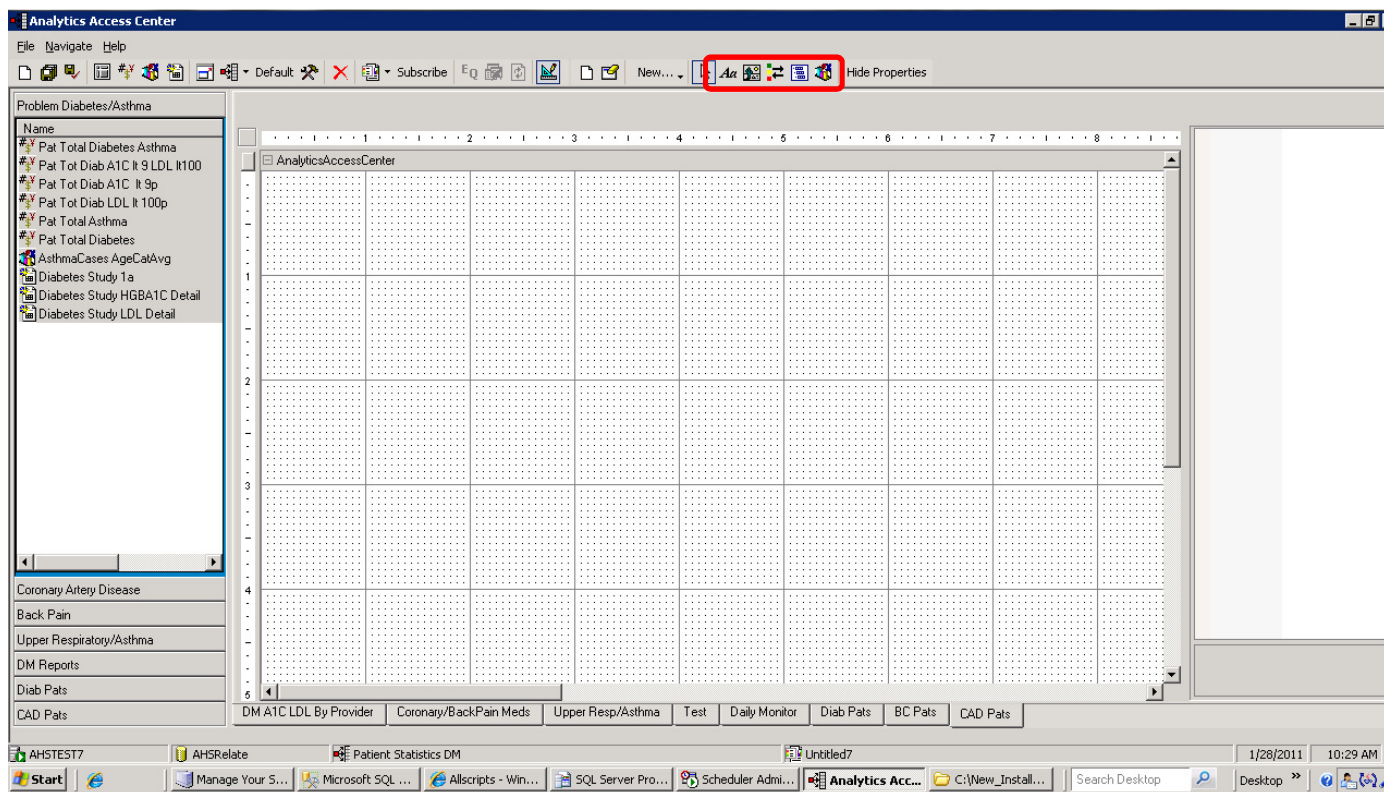 Analytics Access Center
File Navigate Help
Default Subscribe EQ New... Aa Hide Properties
Problem Diabetes/Asthma
Name
Pat Total Diabetes Asthma
Pat Tot Diab A1C lt 9 LDL lt100
Pat Tot Diab A1C lt 9p
Pat Tot Diab LDL lt 100p
Pat Total Asthma
Pat Total Diabetes
AsthmaCases AgeCatAvg
Diabetes Study 1a
Diabetes Study HGBA1C Detail
Diabetes Study LDL Detail
Coronary Artery Disease
Back Pain
Upper Respiratory/Asthma
DM Reports
Diab Pats
CAD Pats
1 2 3 4 5 6 7 8
AnalyticsAccessCenter
1
2
3
4
5
DM A1C LDL By Provider Coronary/BackPain Meds Upper Resp/Asthma Test Daily Monitor Diab Pats BC Pats CAD Pats
AHSTEST7 AHSRelate Patient Statistics DM Untitled7 1/28/2011 10:29 AM
Start Manage Your S... Microsoft SQL ... Allscripts - Win... SQL Server Pro... Scheduler Admi... Analytics Acc... C:\New_Install... Search Desktop Desktop »